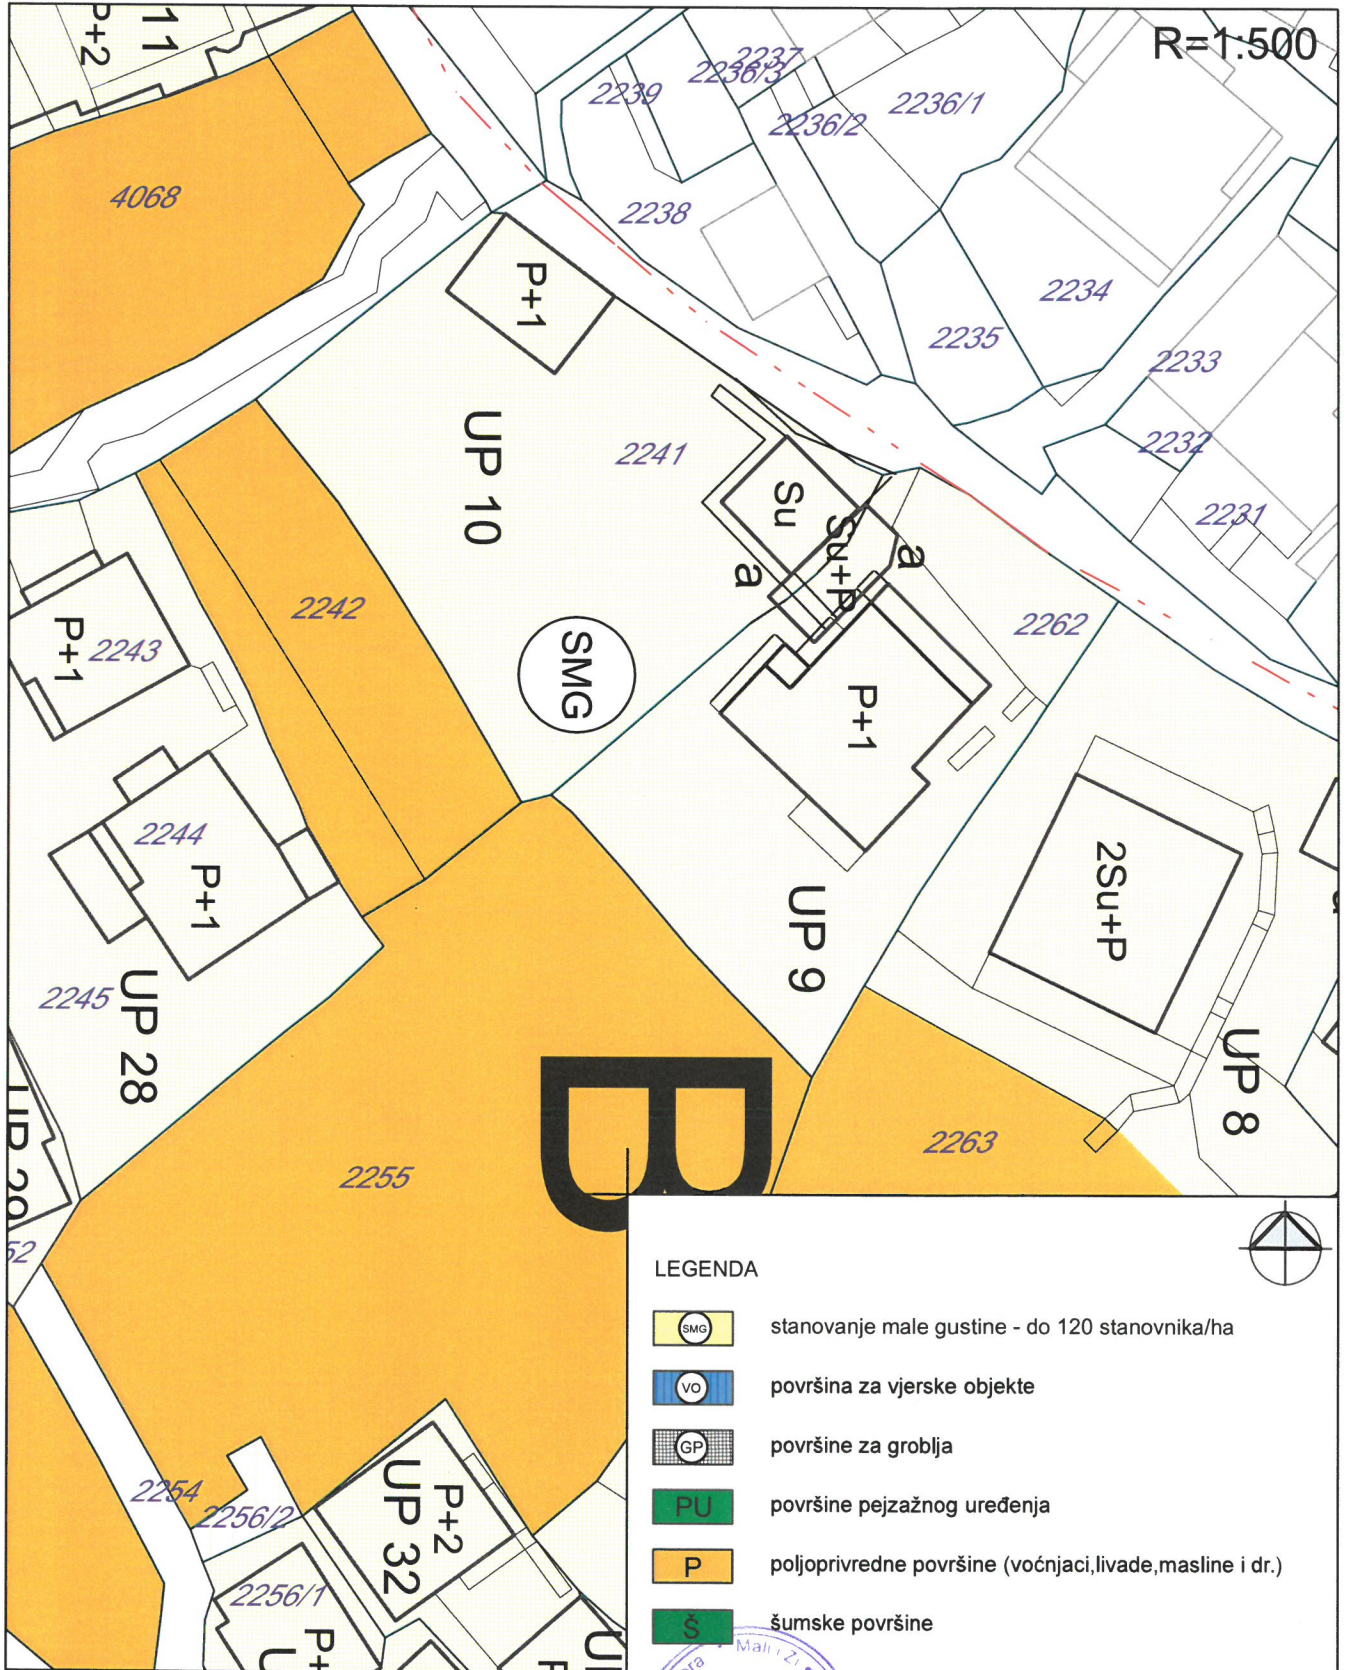 R=1:500
11
P+2
2237
2236/3
2239
2236/2
2236/1
4068
2238
P+1
2234
2235
2233
UP 10
2241
2232
Su
2231
Su+P
a
a
2242
2262
P+1
2243
SMG
P+1
2244
P+1
2Su+P
UP 9
2245
UP 28
UP 8
B
2263
2255
LEGENDA
SMG stanovanje male gustine - do 120 stanovnika/ha
VO površina za vjerske objekte
GP površine za groblja
PU površine pejzažnog uređenja
P poljoprivredne površine (voćnjaci,livade,masline i dr.)
Š šumske površine
2254
2256/2
P+2
UP 32
2256/1
Mali i Zi